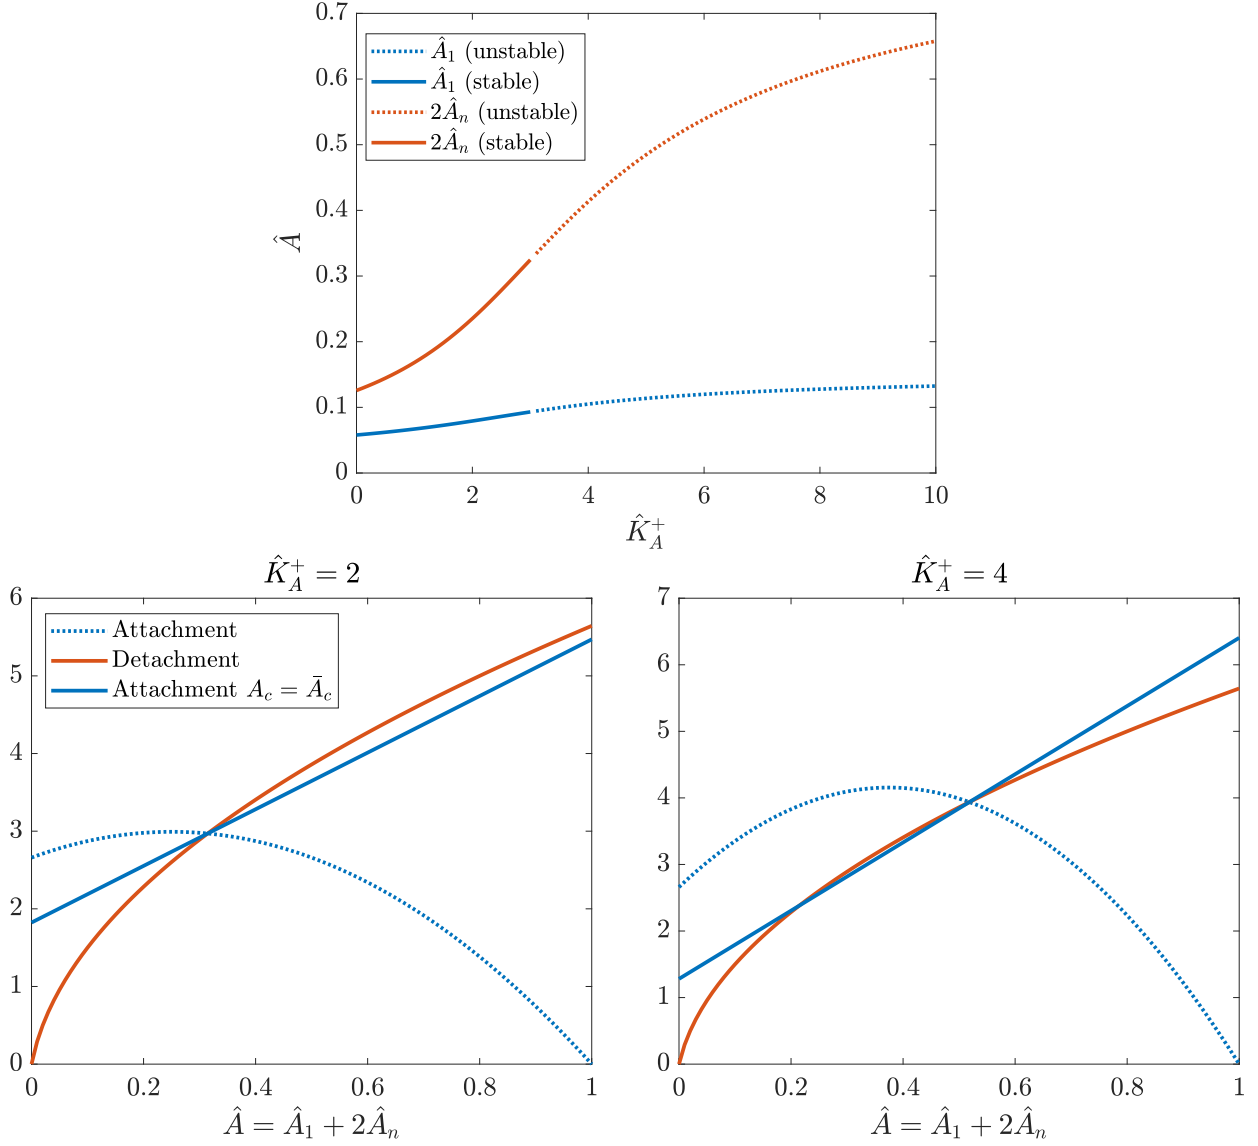 0.7
0.6
0.5
0.4
0.3
0.2
0.1
0
Â₁ (unstable)
Â₁ (stable)
2Âₙ (unstable)
2Âₙ (stable)
Â
0 2 4 6 8 10
K̂_A^+
K̂_A^+ = 2
6
5
4
3
2
1
0
Attachment
Detachment
Attachment A_c = Ā_c
0 0.2 0.4 0.6 0.8 1
Â = Â₁ + 2Âₙ
K̂_A^+ = 4
7
6
5
4
3
2
1
0
0 0.2 0.4 0.6 0.8 1
Â = Â₁ + 2Âₙ